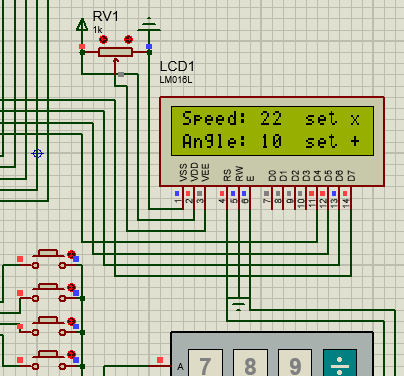 RV1
1k
LCD1
LM016L
Speed: 22 set x
Angle: 10 set +
VSS VDD VEE RS RW E D0 D1 D2 D3 D4 D5 D6 D7
1 2 3 4 5 6 7 8 9 10 11 12 13 14
A 7 8 9 ÷